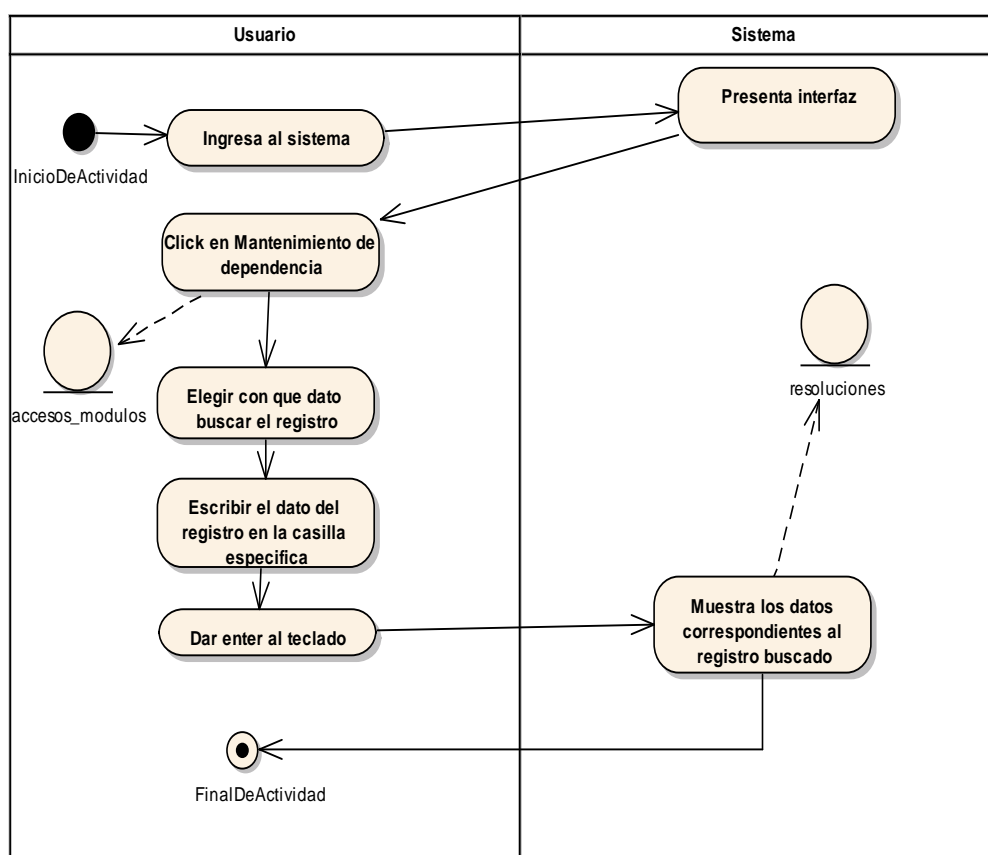 Usuario
Sistema
Presenta interfaz
Ingresa al sistema
InicioDeActividad
Click en Mantenimiento de
dependencia
accesos_modulos
resoluciones
Elegir con que dato
buscar el registro
Escribir el dato del
registro en la casilla
especifica
Dar enter al teclado
Muestra los datos
correspondientes al
registro buscado
FinalDeActividad